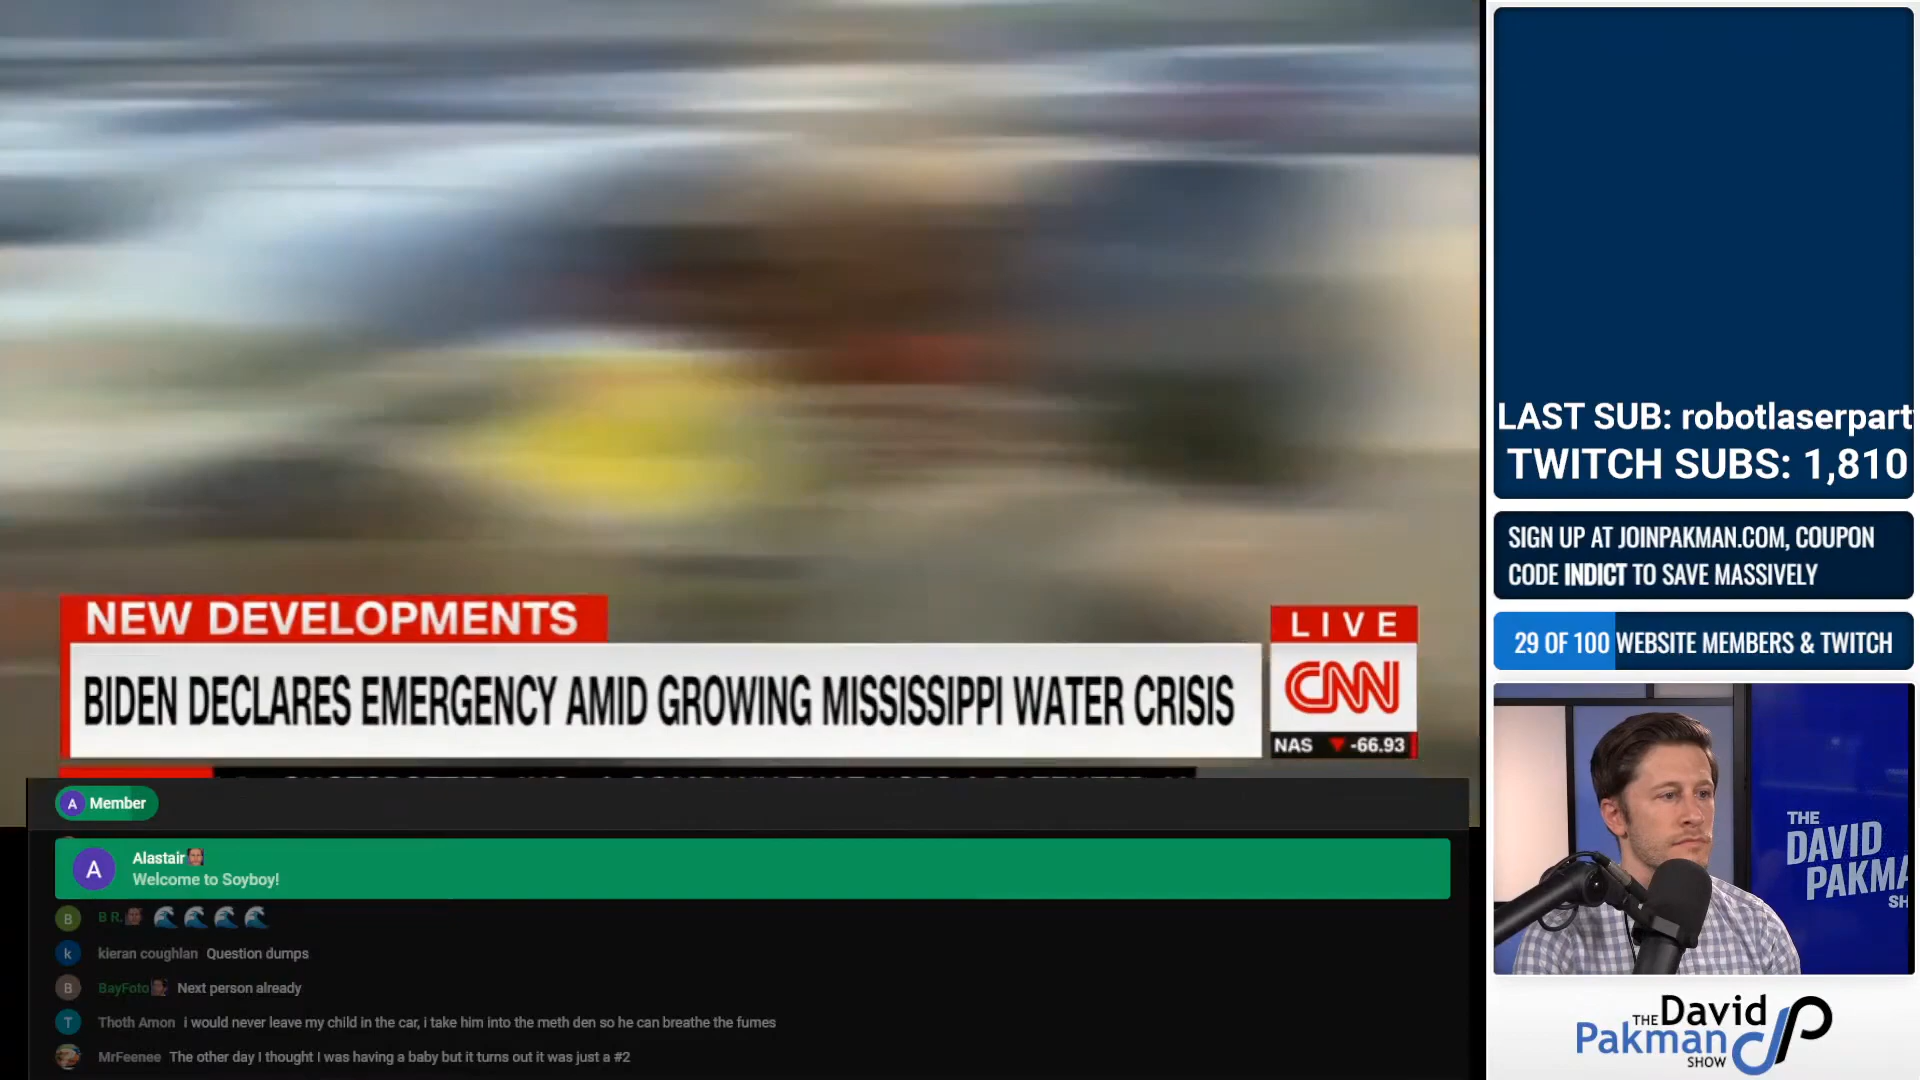 NEW DEVELOPMENTS
BIDEN DECLARES EMERGENCY AMID GROWING MISSISSIPPI WATER CRISIS
LIVE
CNN
NAS ▼ -66.93
A Member
A
Alastair
Welcome to Soyboy!
B B R. 🌊 🌊 🌊 🌊
k kieran coughlan Question dumps
B BayFoto Next person already
T Thoth Amon i would never leave my child in the car, i take him into the meth den so he can breathe the fumes
MrFeenee The other day I thought I was having a baby but it turns out it was just a #2
LAST SUB: robotlaserpart
TWITCH SUBS: 1,810
SIGN UP AT JOINPAKMAN.COM, COUPON
CODE INDICT TO SAVE MASSIVELY
29 OF 100 WEBSITE MEMBERS & TWITCH
THE
DAVID
PAKMA
SH
THE David
Pakman
SHOW